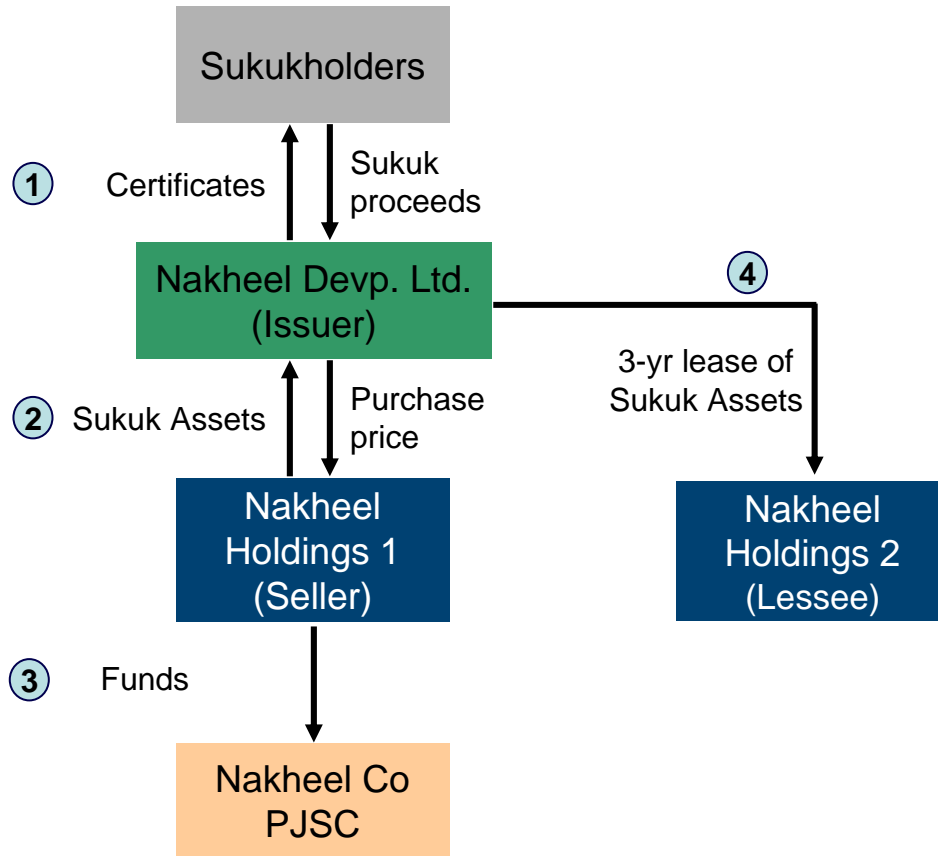 Sukukholders
1
Certificates
Sukuk
proceeds
Nakheel Devp. Ltd.
(Issuer)
4
3-yr lease of
Sukuk Assets
2
Sukuk Assets
Purchase
price
Nakheel
Holdings 1
(Seller)
Nakheel
Holdings 2
(Lessee)
3
Funds
Nakheel Co
PJSC